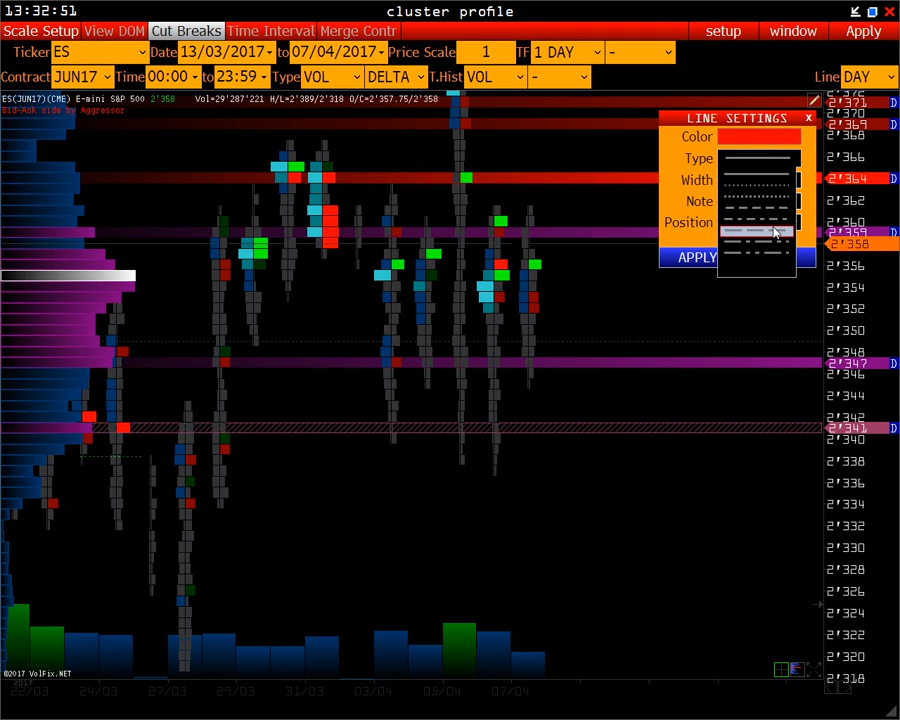 13:32:51 cluster profile
Scale Setup View DOM Cut Breaks Time Interval Merge Contr setup window Apply
Ticker ES Date 13/03/2017 to 07/04/2017 Price Scale 1 TF 1 DAY -
Contract JUN17 Time 00:00 to 23:59 Type VOL DELTA T.Hist VOL - Line DAY
ES(JUN17)(CME) E-mini S&P 500 2'358 Vol=29'287'221 H/L=2'389/2'318 O/C=2'357.75/2'358
Bid-Ask side by Aggressor
LINE SETTINGS x
Color
Type
Width
Note
Position
APPLY
2'372
2'371 D
2'370
2'369 D
2'368
2'366
2'364 D
2'362
2'360
2'359 D
2'358
2'356
2'354
2'352
2'350
2'348
2'347 D
2'346
2'344
2'342
2'341 D
2'340
2'338
2'336
2'334
2'332
2'330
2'328
2'326
2'324
2'322
2'320
2'318
©2017 VolFix.NET
2017
22/03 24/03 27/03 29/03 31/03 03/04 05/04 07/04